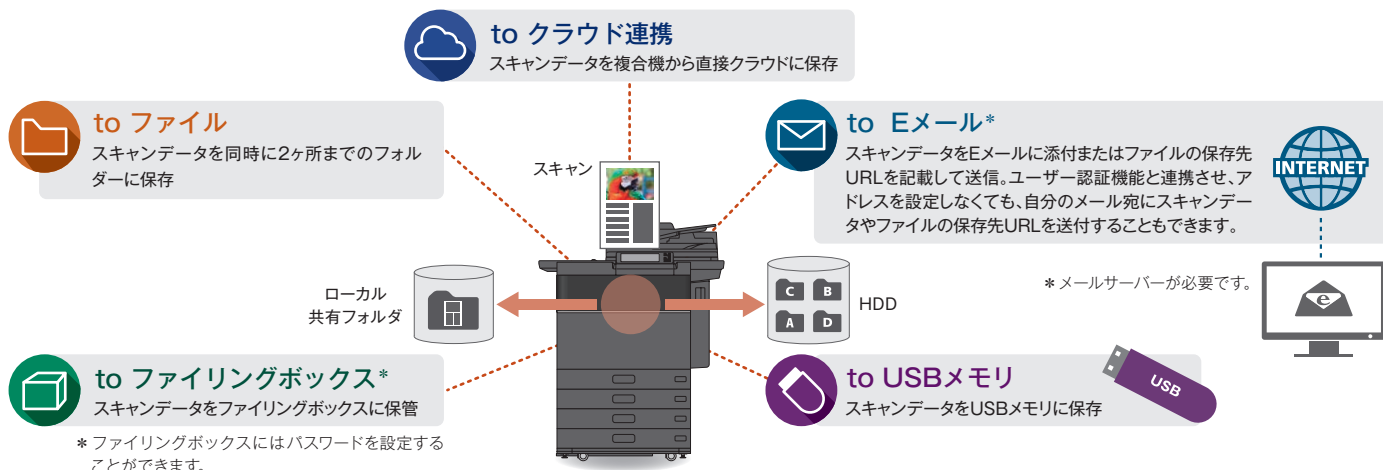 to クラウド連携
スキャンデータを複合機から直接クラウドに保存
to ファイル
スキャンデータを同時に2ヶ所までのフォル
ダーに保存
スキャン
to Eメール*
スキャンデータをEメールに添付またはファイルの保存先
URLを記載して送信。ユーザー認証機能と連携させ、ア
ドレスを設定しなくても、自分のメール宛にスキャンデー
タやファイルの保存先URLを送付することもできます。
INTERNET
* メールサーバーが必要です。
e
ローカル
共有フォルダ
C B
A D
HDD
to ファイリングボックス*
スキャンデータをファイリングボックスに保管
* ファイリングボックスにはパスワードを設定する
ことができます。
to USBメモリ
スキャンデータをUSBメモリに保存
USB